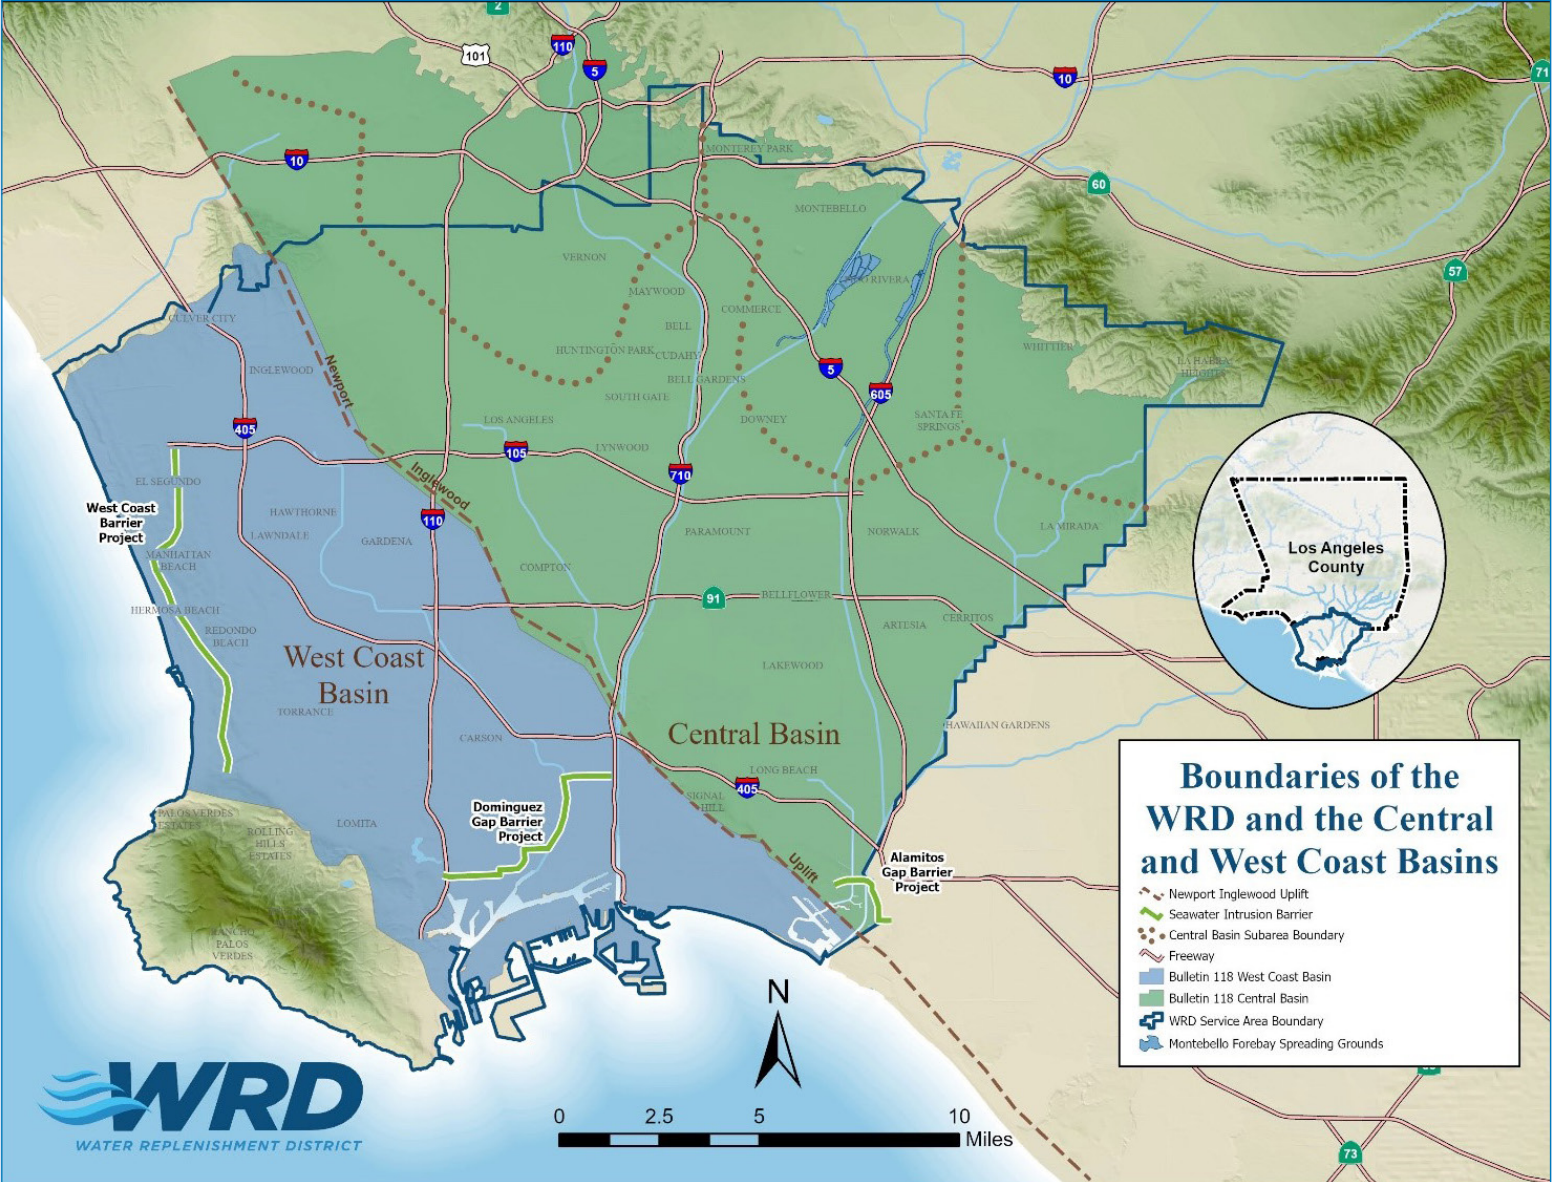 2
101
110
5
10
71
10
MONTEREY PARK
60
MONTEBELLO
VERNON
57
PICO RIVERA
MAYWOOD
COMMERCE
CULVER CITY
BELL
WHITTIER
HUNTINGTON PARK
CUDAHY
LA HABRA
HEIGHTS
INGLEWOOD
Newport
5
BELL GARDENS
605
SOUTH GATE
SANTA FE
SPRINGS
LOS ANGELES
DOWNEY
405
105
LYNWOOD
710
Inglewood
EL SEGUNDO
West Coast
Barrier
Project
HAWTHORNE
110
LAWNDALE
GARDENA
PARAMOUNT
NORWALK
LA MIRADA
Los Angeles
County
MANHATTAN
BEACH
COMPTON
91
BELLFLOWER
HERMOSA BEACH
REDONDO
BEACH
ARTESIA
CERRITOS
West Coast
Basin
LAKEWOOD
TORRANCE
CARSON
Central Basin
HAWAIIAN GARDENS
LONG BEACH
405
SIGNAL
HILL
Dominguez
Gap Barrier
Project
PALOS VERDES
ESTATES
ROLLING
HILLS
ESTATES
LOMITA
Uplift
Alamitos
Gap Barrier
Project
RANCHO
PALOS
VERDES
Boundaries of the
WRD and the Central
and West Coast Basins
Newport Inglewood Uplift
Seawater Intrusion Barrier
Central Basin Subarea Boundary
Freeway
Bulletin 118 West Coast Basin
Bulletin 118 Central Basin
WRD Service Area Boundary
Montebello Forebay Spreading Grounds
N
WRD
WATER REPLENISHMENT DISTRICT
0 2.5 5 10
Miles
73